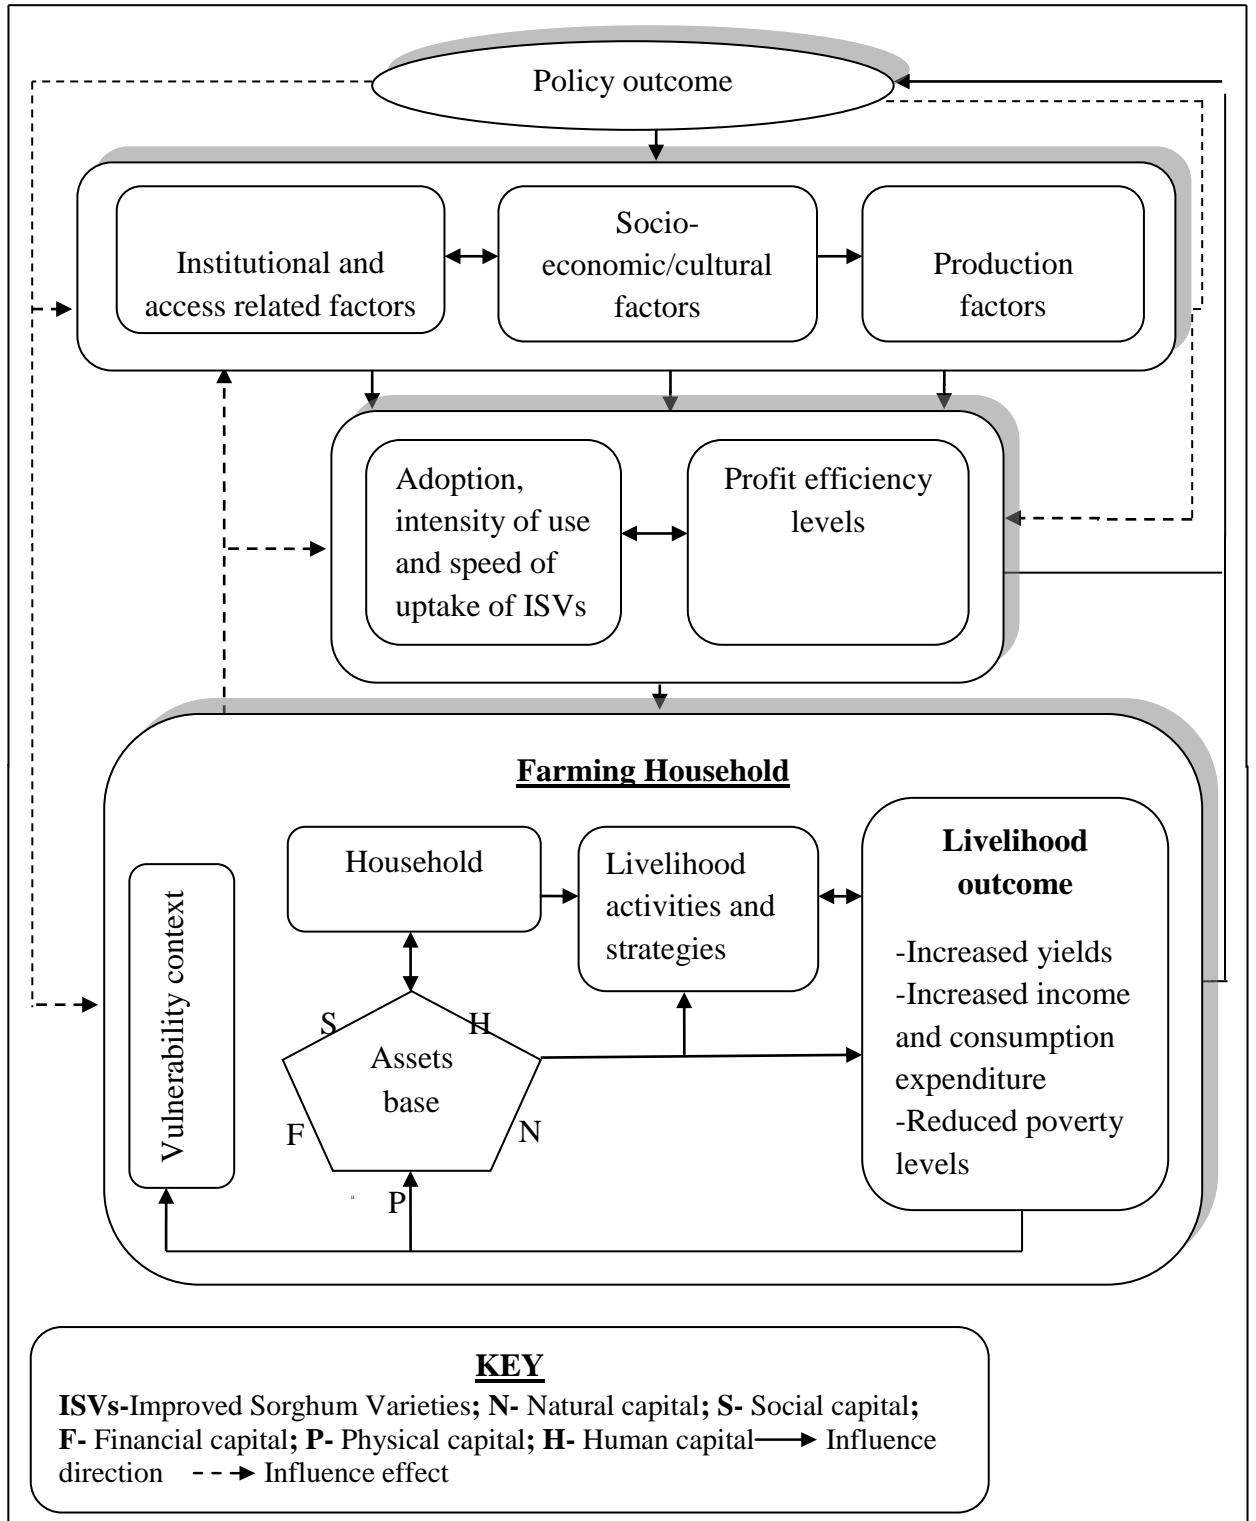 Policy outcome
Institutional and
access related factors
Socio-
economic/cultural
factors
Production
factors
Adoption,
intensity of use
and speed of
uptake of ISVs
Profit efficiency
levels
Farming Household
Vulnerability context
Household
Livelihood
activities and
strategies
Livelihood
outcome
-Increased yields
-Increased income
and consumption
expenditure
-Reduced poverty
levels
S
H
Assets
base
F
N
P
KEY
ISVs-Improved Sorghum Varieties; N- Natural capital; S- Social capital;
F- Financial capital; P- Physical capital; H- Human capital Influence
direction Influence effect